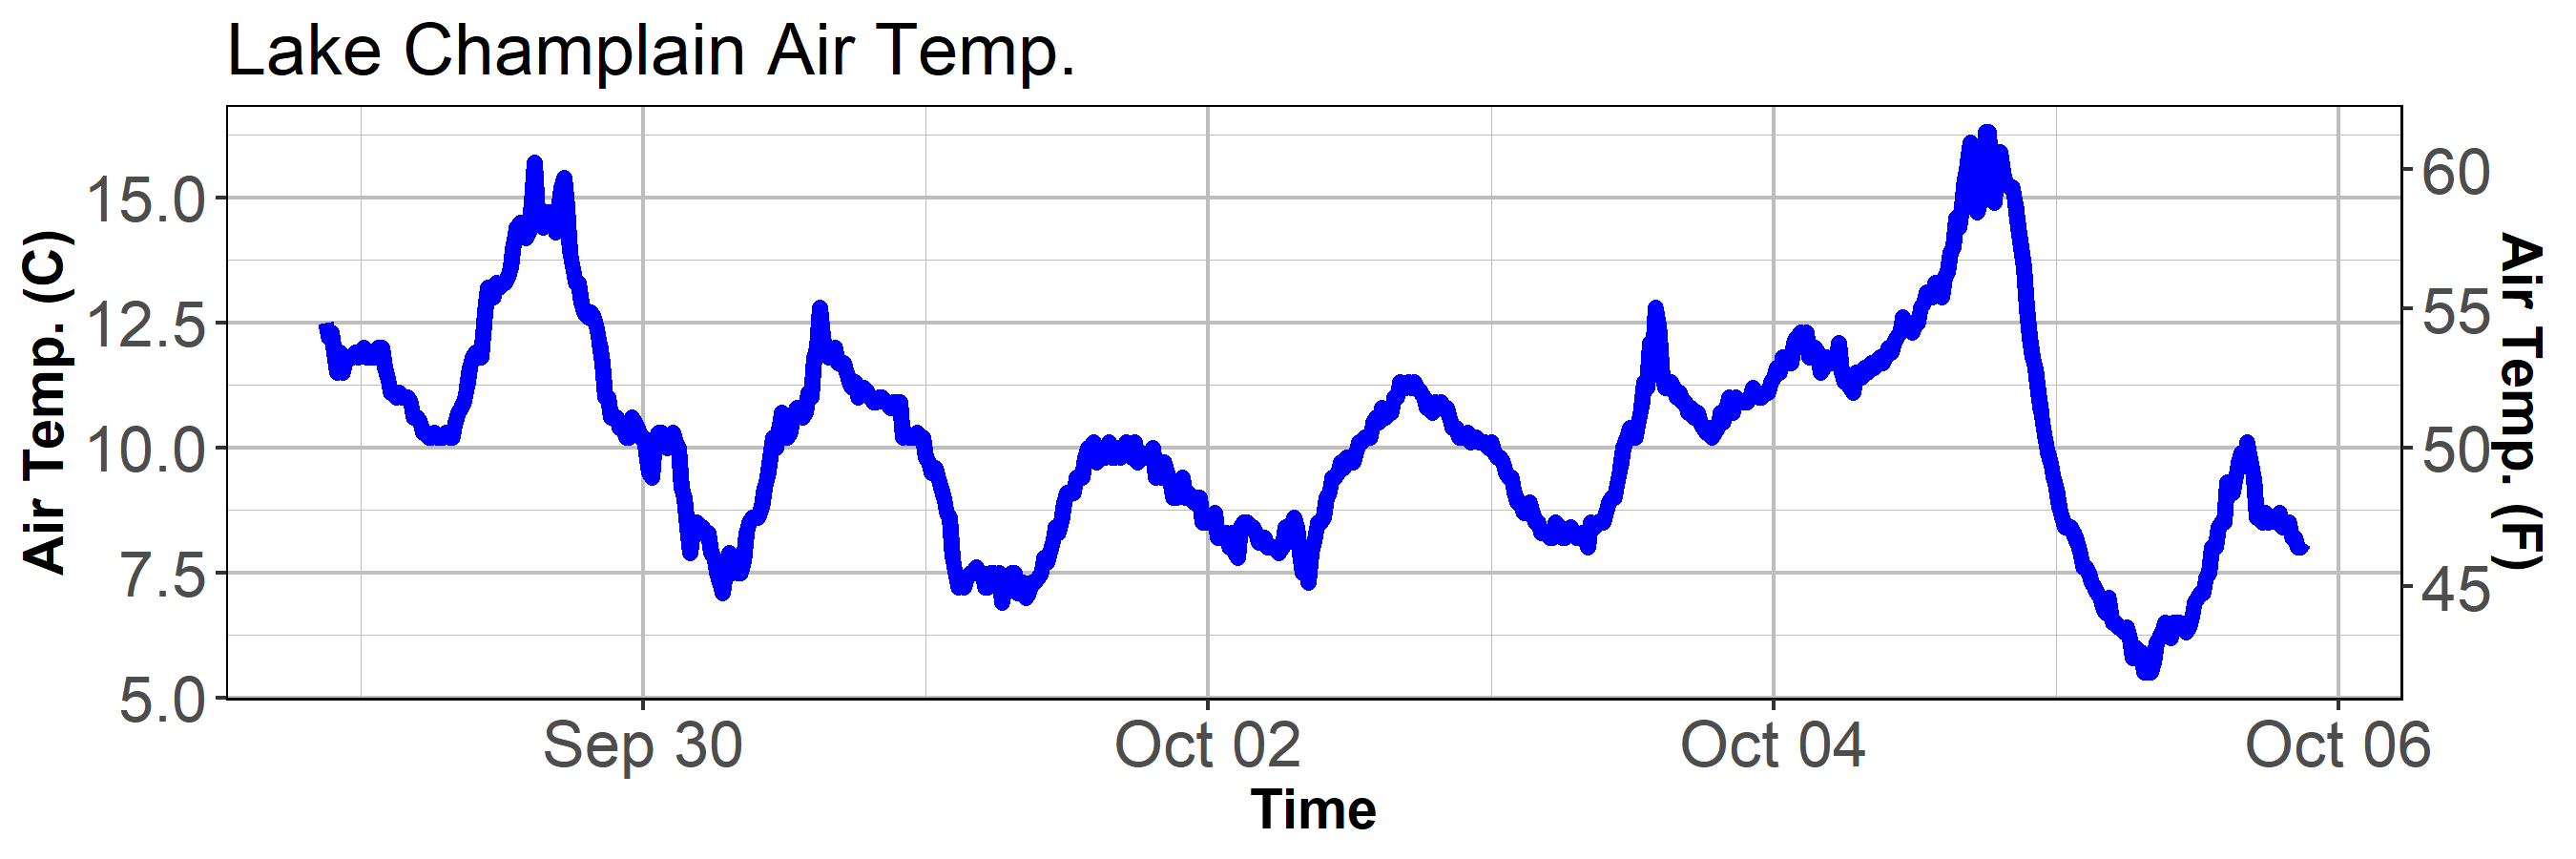 Lake Champlain Air Temp.
Air Temp. (C)
15.0
12.5
10.0
7.5
5.0
60
55
50
45
Air Temp. (F)
Sep 30 Oct 02 Oct 04 Oct 06
Time